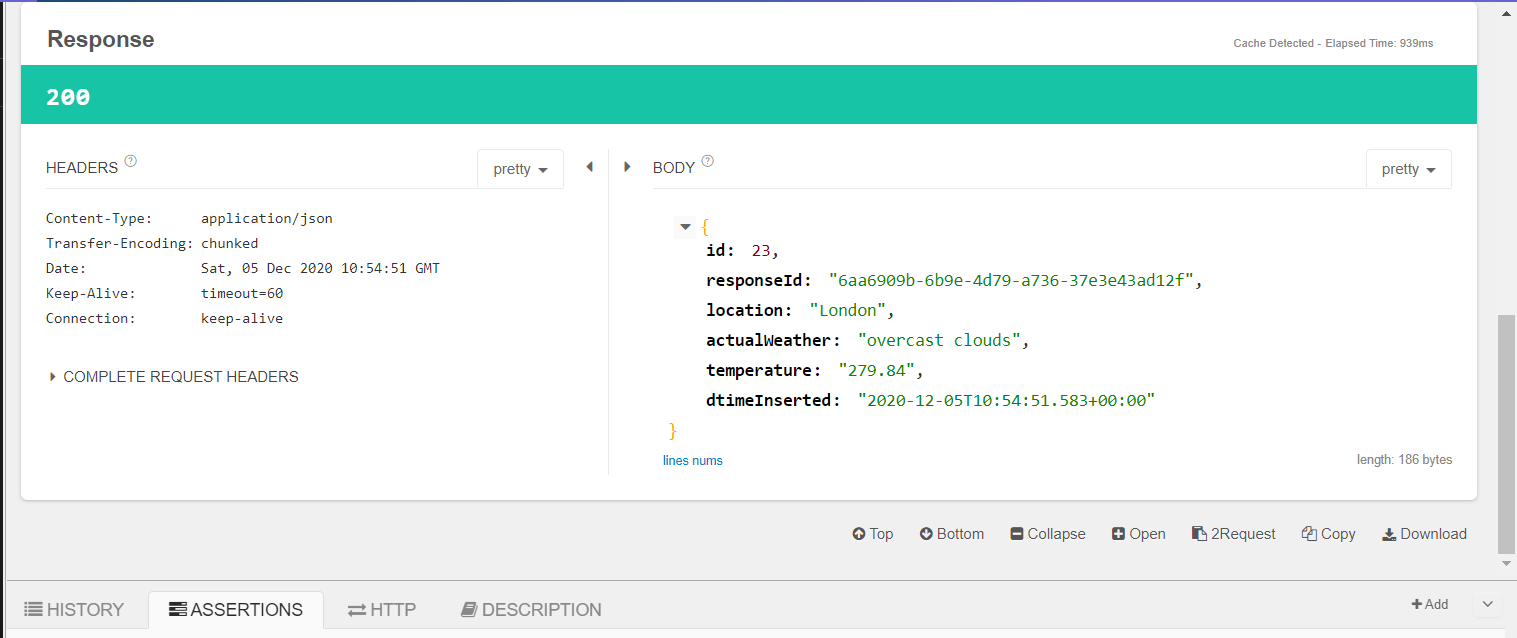 Response
Cache Detected - Elapsed Time: 939ms
200
HEADERS ?
pretty
Content-Type: application/json
Transfer-Encoding: chunked
Date: Sat, 05 Dec 2020 10:54:51 GMT
Keep-Alive: timeout=60
Connection: keep-alive
COMPLETE REQUEST HEADERS
BODY ?
pretty
{
id: 23,
responseId: "6aa6909b-6b9e-4d79-a736-37e3e43ad12f",
location: "London",
actualWeather: "overcast clouds",
temperature: "279.84",
dtimeInserted: "2020-12-05T10:54:51.583+00:00"
}
lines nums
length: 186 bytes
Top Bottom Collapse Open 2Request Copy Download
HISTORY ASSERTIONS HTTP DESCRIPTION
Add